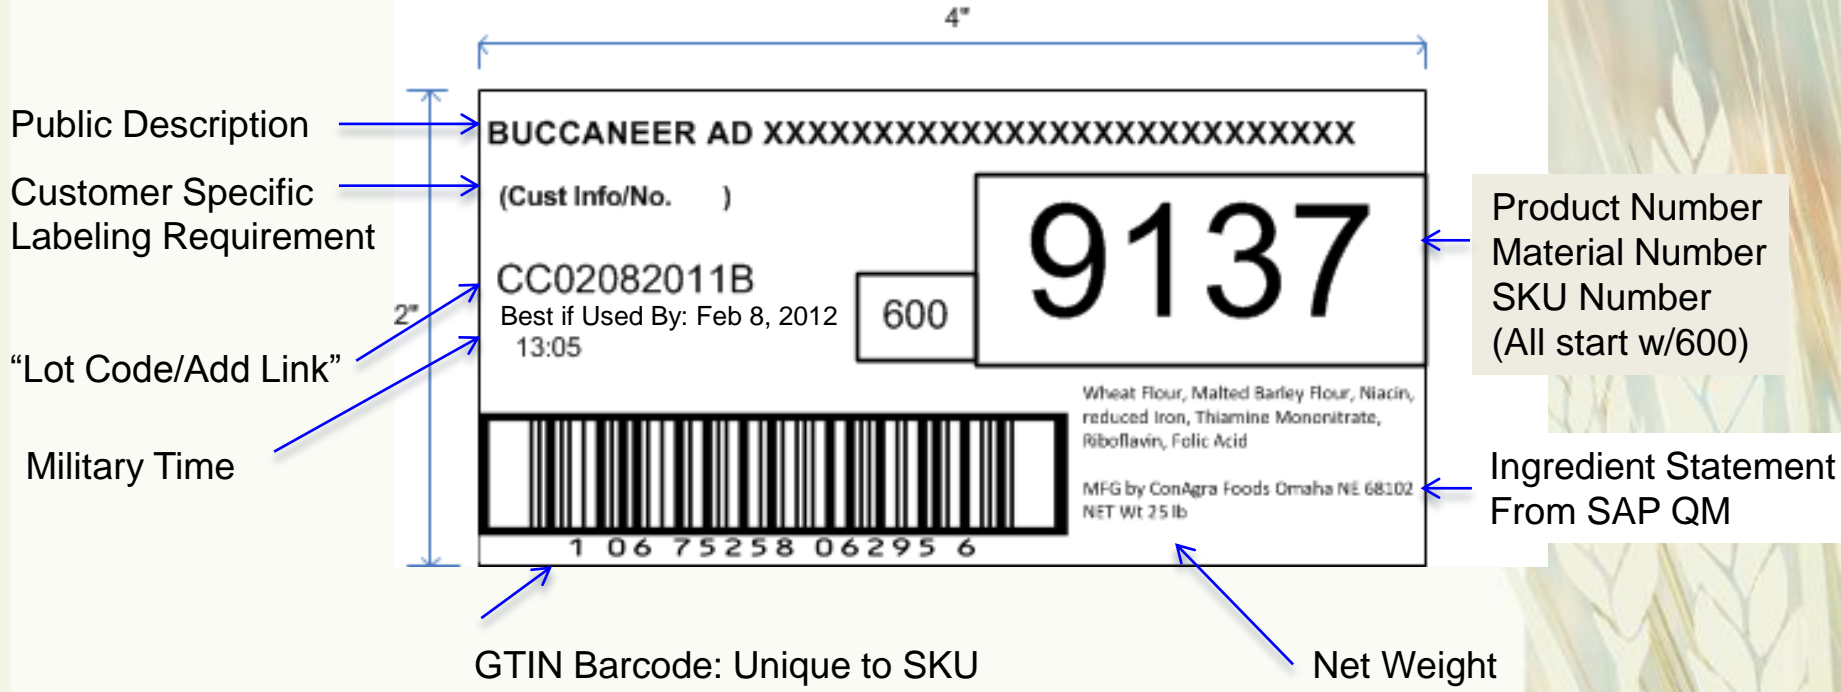 4"
Public Description
BUCCANEER AD XXXXXXXXXXXXXXXXXXXXXXXXXXX
Customer Specific
Labeling Requirement
(Cust Info/No. )
9137
Product Number
Material Number
SKU Number
(All start w/600)
CC02082011B
Best if Used By: Feb 8, 2012
13:05
600
2"
“Lot Code/Add Link”
Military Time
Wheat Flour, Malted Barley Flour, Niacin,
reduced Iron, Thiamine Mononitrate,
Riboflavin, Folic Acid
MFG by ConAgra Foods Omaha NE 68102
NET Wt 25 lb
Ingredient Statement
From SAP QM
1 06 75258 06295 6
GTIN Barcode: Unique to SKU
Net Weight